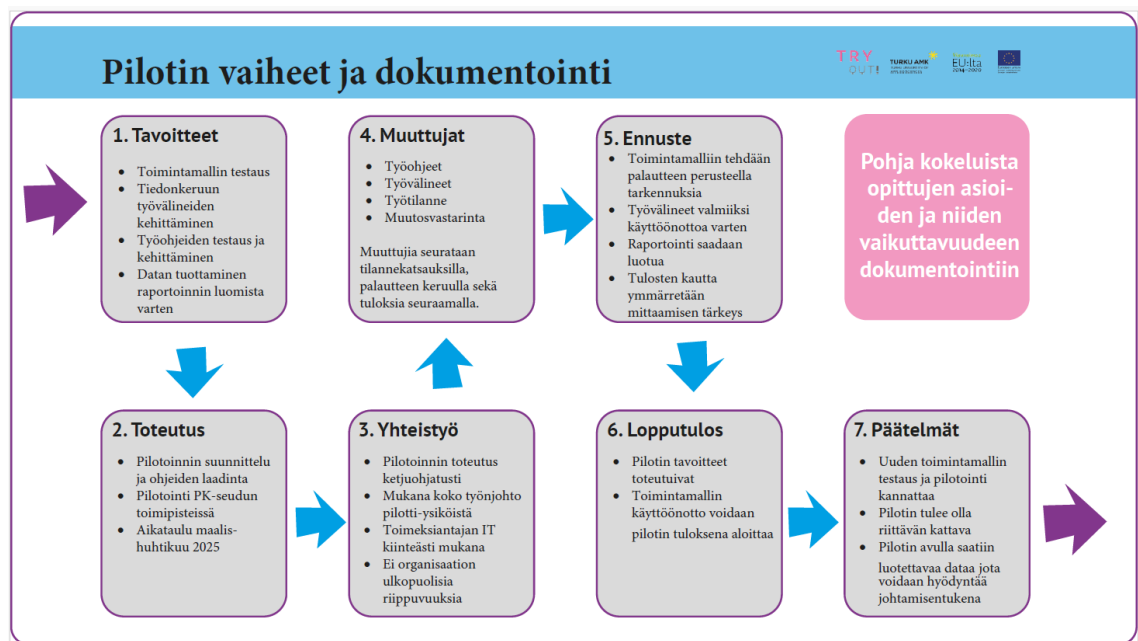 Pilotin vaiheet ja dokumentointi
TRY
OUT!
TURKU AMK
EU:lta
2014–2020
1. Tavoitteet
• Toimintamallin testaus
• Tiedonkeruun
työvälineiden
kehittäminen
• Työohjeiden testaus ja
kehittäminen
• Datan tuottaminen
raportoinnin luomista
varten
2. Toteutus
• Pilotoinnin suunnittelu
ja ohjeiden laadinta
• Pilotointi PK-seudun
toimipisteissä
• Aikataulu maalis-
huhtikuu 2025
3. Yhteistyö
• Pilotoinnin toteutus
ketjuohjatusti
• Mukana koko työnjohto
pilotti-ysiköistä
• Toimeksiantajan IT
kiinteästi mukana
• Ei organisaation
ulkopuolisia
riippuvuuksia
4. Muuttujat
• Työohjeet
• Työvälineet
• Työtilanne
• Muutosvastarinta
Muuttujia seurataan
tilannekatsauksilla,
palautteen keruulla sekä
tuloksia seuraamalla.
5. Ennuste
• Toimintamalliin tehdään
palautteen perusteella
tarkennuksia
• Työvälineet valmiiksi
käyttöönottoa varten
• Raportointi saadaan
luotua
• Tulosten kautta
ymmärretään
mittaamisen tärkeys
6. Lopputulos
• Pilotin tavoitteet
toteutuivat
• Toimintamallin
käyttöönotto voidaan
pilotin tuloksena aloittaa
7. Päätelmät
• Uuden toimintamallin
testaus ja pilotointi
kannattaa
• Pilotin tulee olla
riittävän kattava
• Pilotin avulla saatiin
luotettavaa dataa jota
voidaan hyödyntää
johtamisentukena
Pohja kokeluista
opittujen asioi-
den ja niiden
vaikuttavuudeen
dokumentointiin